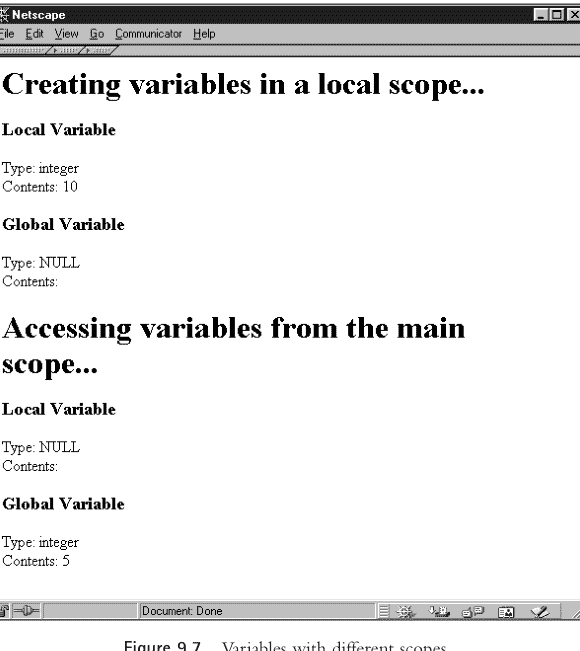 Netscape
File Edit View Go Communicator Help
Creating variables in a local scope...
Local Variable
Type: integer
Contents: 10
Global Variable
Type: NULL
Contents:
Accessing variables from the main
scope...
Local Variable
Type: NULL
Contents:
Global Variable
Type: integer
Contents: 5
Document: Done
Figure 9.7 Variables with different scopes